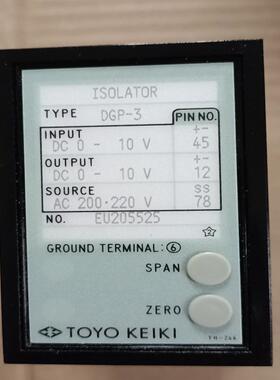 ISOLATOR
TYPE DGP-3 PIN NO.
INPUT + -
DC 0 - 10 V 45
OUTPUT + -
DC 0 - 10 V 12
SOURCE SS
AC 200·220 V 78
NO. EU205525
GROUND TERMINAL: ⑥
SPAN
ZERO
TOYO KEIKI